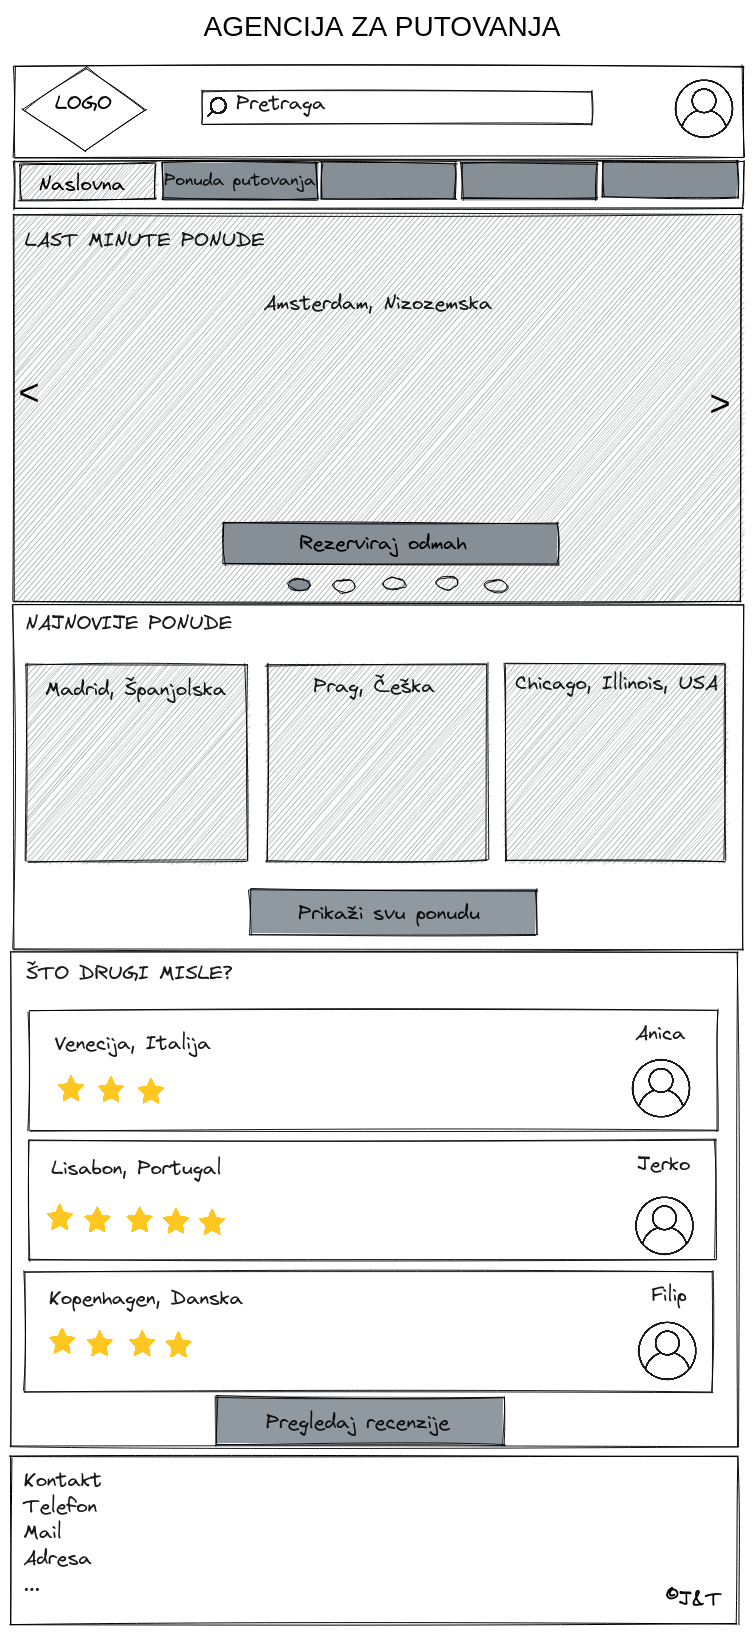 AGENCIJA ZA PUTOVANJA
LOGO
Pretraga
Naslovna
Ponuda putovanja
LAST MINUTE PONUDE
Amsterdam, Nizozemska
<
>
Rezerviraj odmah
NAJNOVIJE PONUDE
Madrid, Španjolska
Prag, Češka
Chicago, Illinois, USA
Prikaži svu ponudu
ŠTO DRUGI MISLE?
Venecija, Italija
Anica
Lisabon, Portugal
Jerko
Kopenhagen, Danska
Filip
Pregledaj recenzije
Kontakt
Telefon
Mail
Adresa
...
©J&T